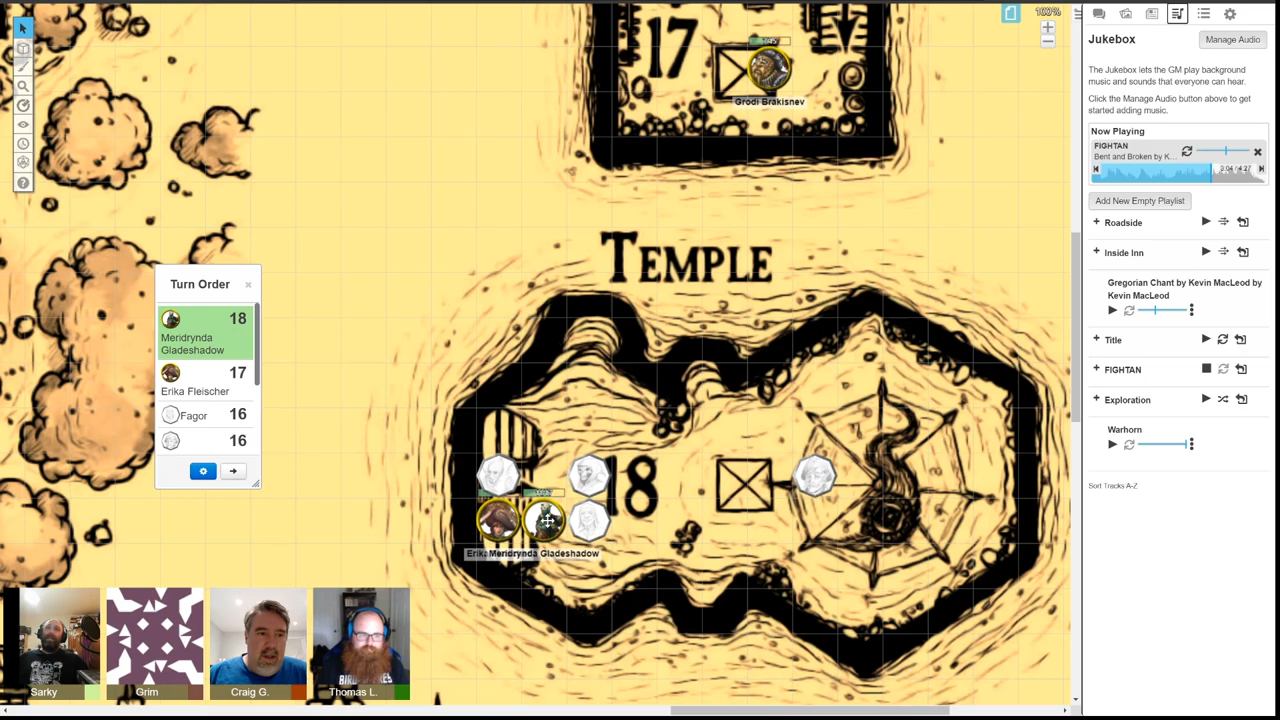 17
Grodi Brakisnev
100%
TEMPLE
Turn Order
18
Meridrynda
Gladeshadow
17
Erika Fleischer
Fagor 16
16
18
Erika Meridrynda Gladeshadow
Sarky
Grim
Craig G.
Thomas L.
Jukebox
Manage Audio
The Jukebox lets the GM play background
music and sounds that everyone can hear.
Click the Manage Audio button above to get
started adding music.
Now Playing
FIGHTAN
Bent and Broken by K...
3:04 / 4:27
Add New Empty Playlist
Roadside
Inside Inn
Gregorian Chant by Kevin MacLeod by
Kevin MacLeod
Title
FIGHTAN
Exploration
Warhorn
Sort Tracks A-Z